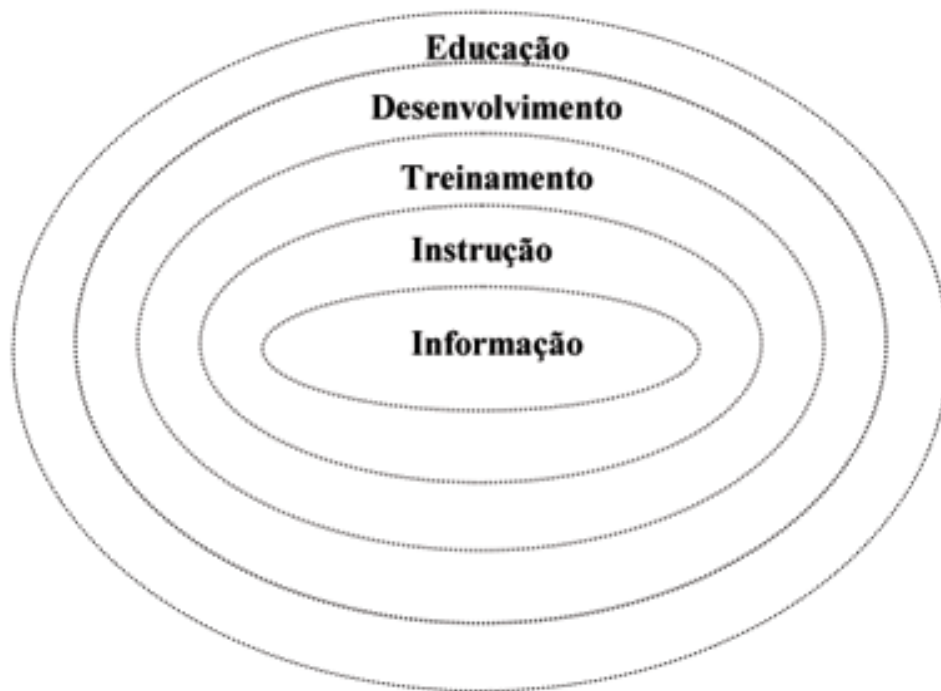 Educação
Desenvolvimento
Treinamento
Instrução
Informação